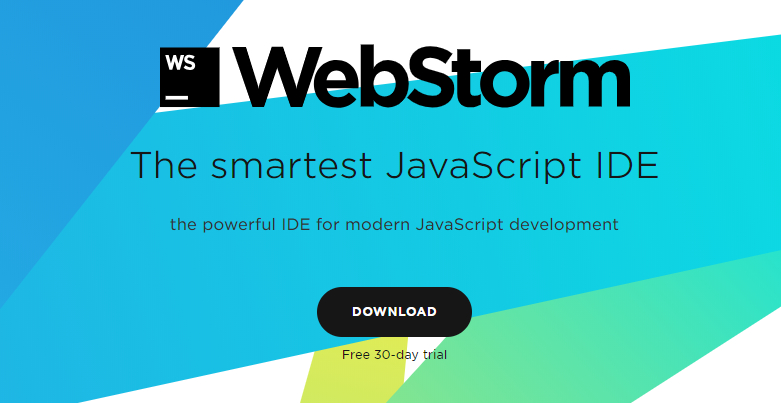 WS
WebStorm
The smartest JavaScript IDE
the powerful IDE for modern JavaScript development
DOWNLOAD
Free 30-day trial